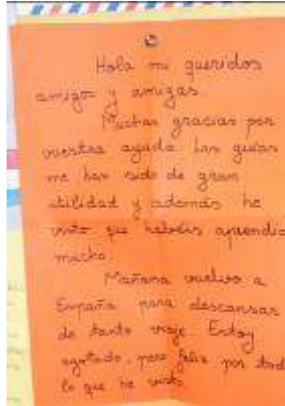 Hola mi queridos
amigos y amigas
Muchas gracias por
vuestra ayuda. Las guías
me han sido de gran
utilidad y además he
visto que habéis aprendido
mucho.
Mañana vuelvo a
España para descansar
de tanto viaje. Estoy
agotado, pero feliz por tod
lo que he visto.